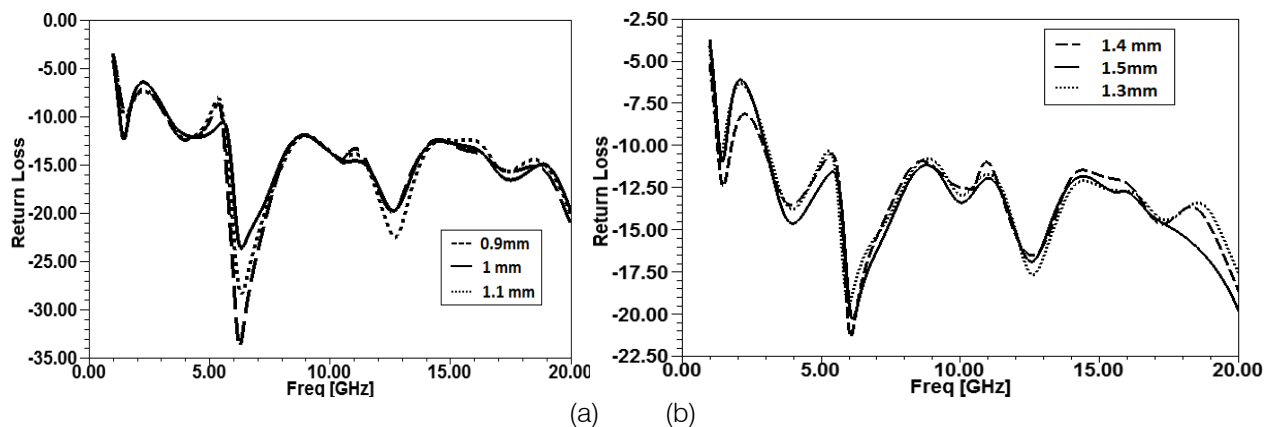 0.00
-5.00
-10.00
-15.00
-20.00
-25.00
-30.00
-35.00
Return Loss
0.00
5.00
10.00
15.00
20.00
Freq [GHz]
0.9mm
1 mm
1.1 mm
(a)
(b)
-2.50
-5.00
-7.50
-10.00
-12.50
-15.00
-17.50
-20.00
-22.50
Return Loss
0.00
5.00
10.00
15.00
20.00
Freq [GHz]
1.4 mm
1.5mm
1.3mm
(a) (b)